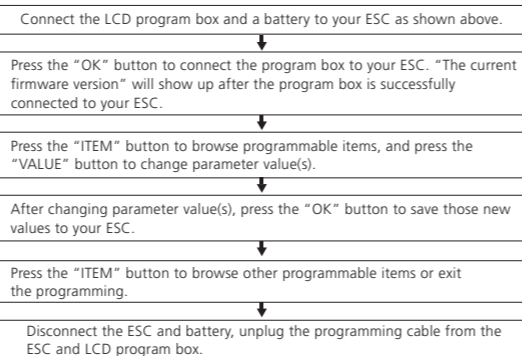 Connect the LCD program box and a battery to your ESC as shown above.
Press the “OK” button to connect the program box to your ESC. “The current
firmware version” will show up after the program box is successfully
connected to your ESC.
Press the “ITEM” button to browse programmable items, and press the
“VALUE” button to change parameter value(s).
After changing parameter value(s), press the “OK” button to save those new
values to your ESC.
Press the “ITEM” button to browse other programmable items or exit
the programming.
Disconnect the ESC and battery, unplug the programming cable from the
ESC and LCD program box.